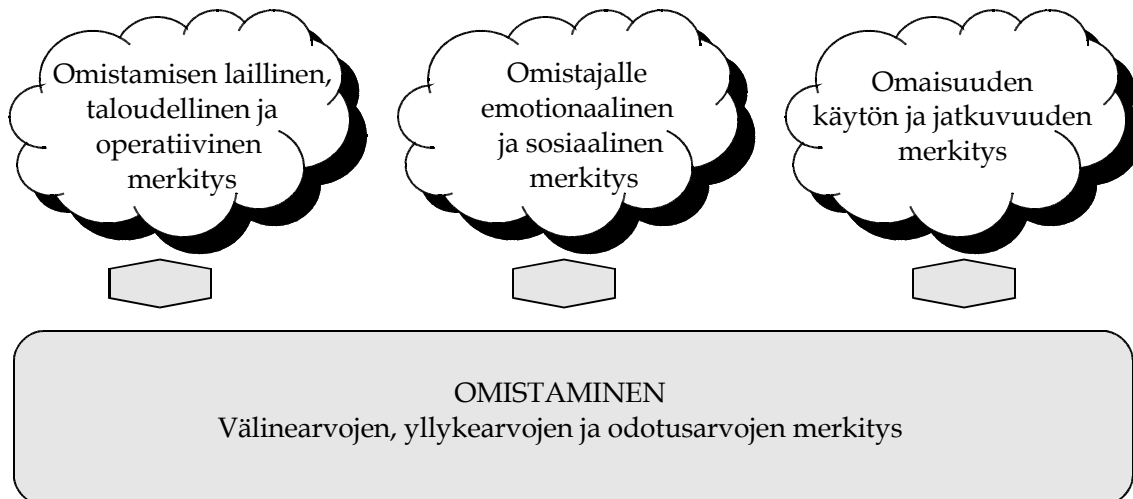 Omistamisen laillinen,
taloudellinen ja
operatiivinen
merkitys
Omistajalle
emotionaalinen
ja sosiaalinen
merkitys
Omaisuuden
käytön ja jatkuvuuden
merkitys
OMISTAMINEN
Välinearvojen, yllykearvojen ja odotusarvojen merkitys